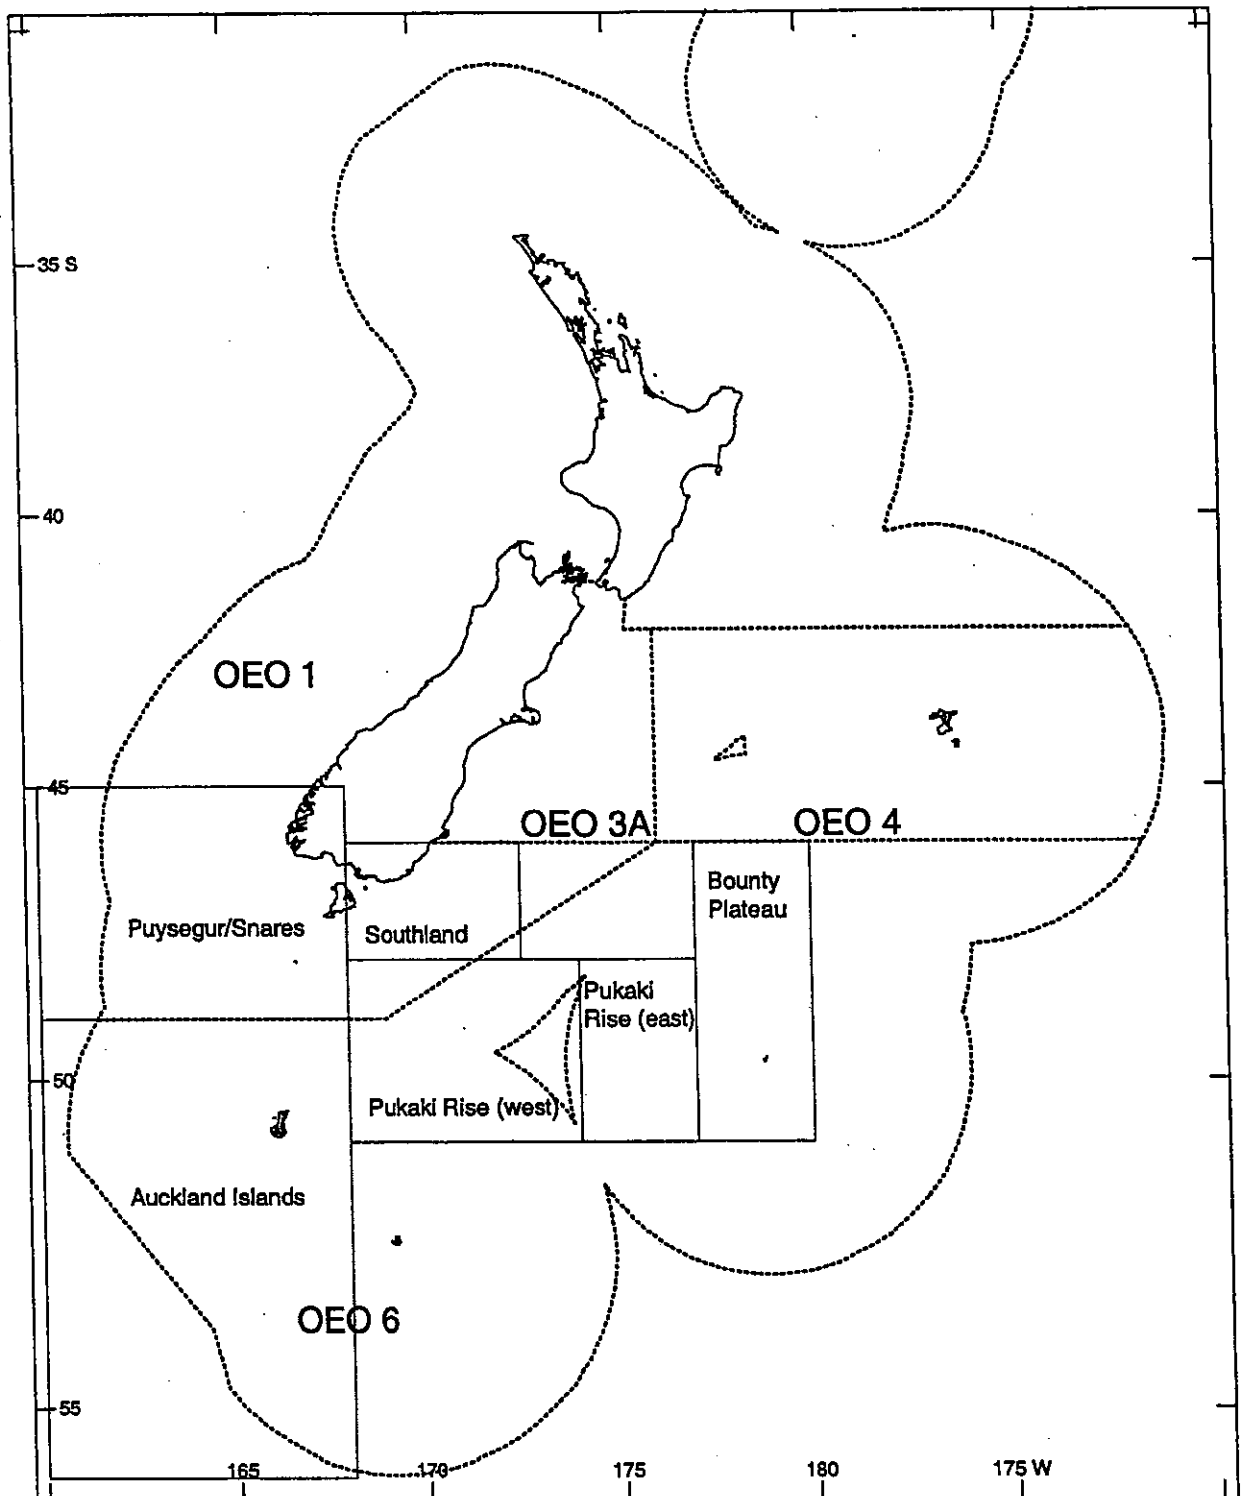 35 S
40
OEO 1
45
OEO 3A
OEO 4
Bounty
Plateau
Puysegur/Snares
Southland
Pukaki
Rise (east)
50
Pukaki Rise (west)
Auckland Islands
OEO 6
55
165
170
175
180
175 W